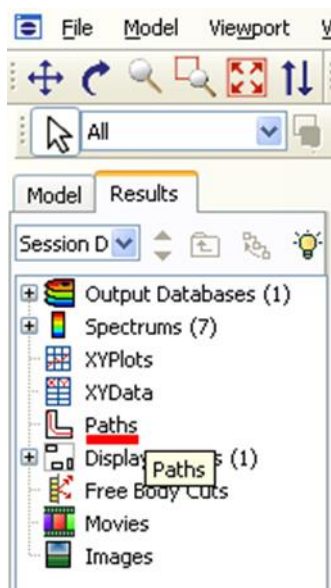 File Model Viewport
All
Model Results
Session D
Output Databases (1)
Spectrums (7)
XYPlots
XYData
Paths
Display (1)
Paths
Free Body Cuts
Movies
Images